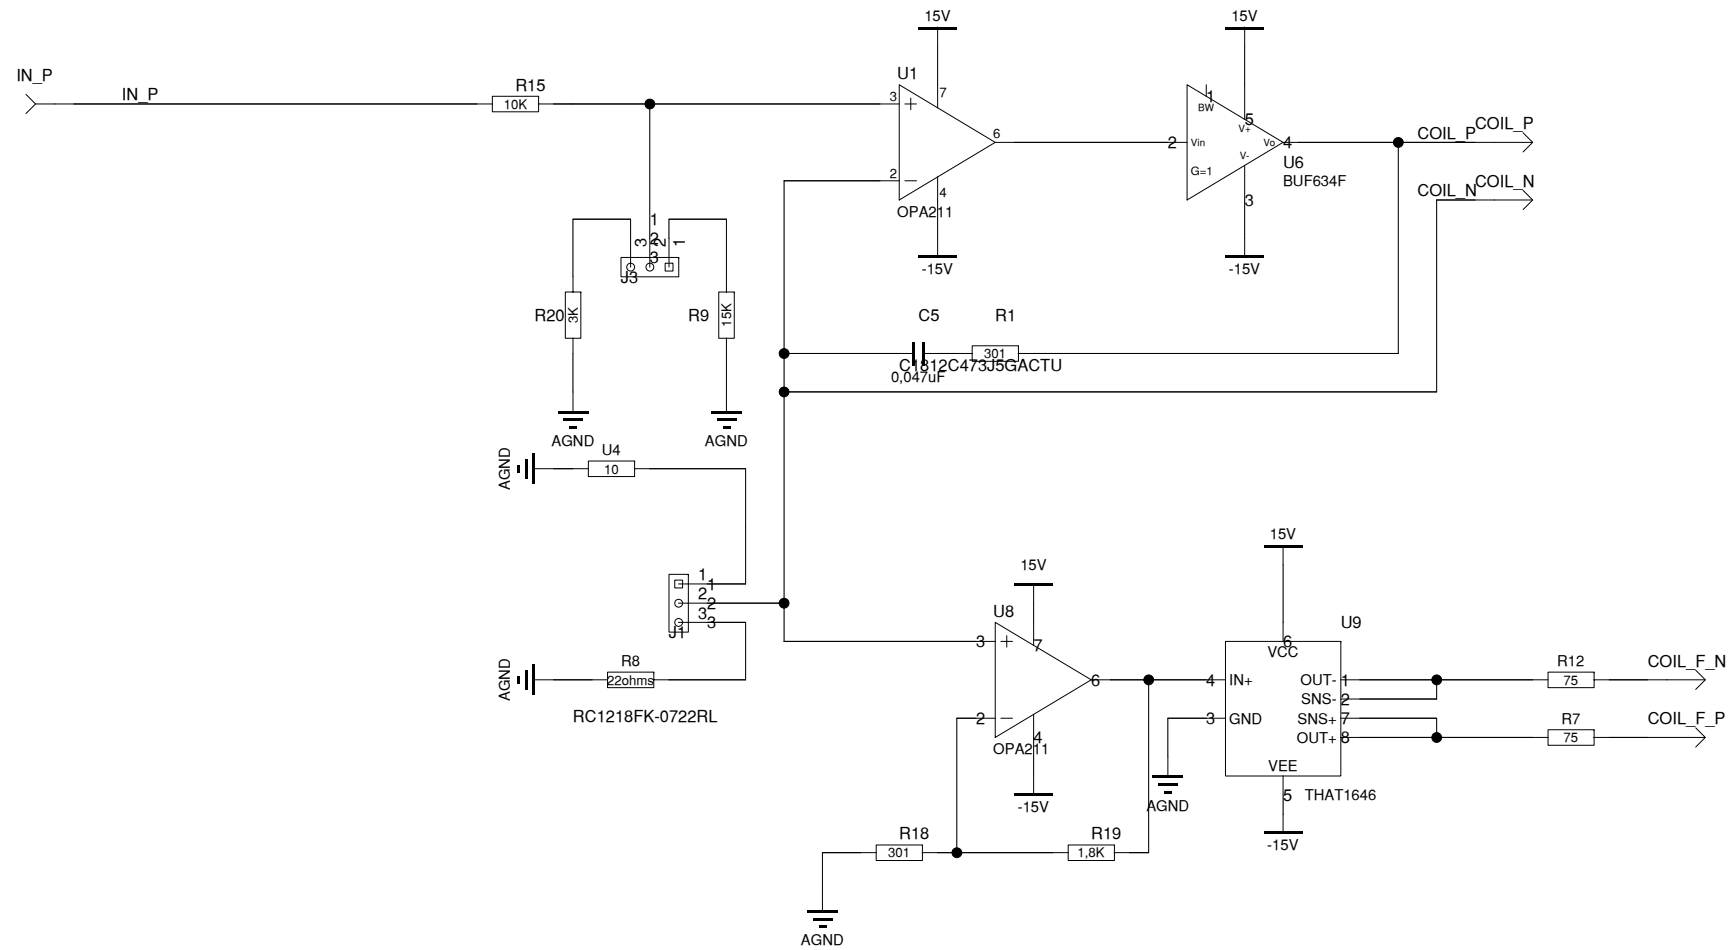 15V
15V
IN_P
IN_P
R15
10K
U1
3
7
2
4
6
OPA211
-15V
1
BW
5
V+
2
Vin
Vo
4
V-
G=1
U6
BUF634F
3
-15V
COIL_P
COIL_P
COIL_N
COIL_N
1
2
3
3
2
1
J3
R20
3K
R9
15K
AGND
AGND
C5
R1
301
C1812C473J5GACTU
0,047uF
AGND
U4
10
1
1
2
2
3
3
J1
AGND
R8
22ohms
RC1218FK-0722RL
15V
U8
3
7
2
4
6
OPA211
-15V
R18
301
R19
1,8K
AGND
15V
U9
6
VCC
4
IN+
3
GND
OUT-
1
SNS-
2
SNS+
7
OUT+
8
VEE
5
THAT1646
-15V
AGND
R12
75
COIL_F_N
R7
75
COIL_F_P